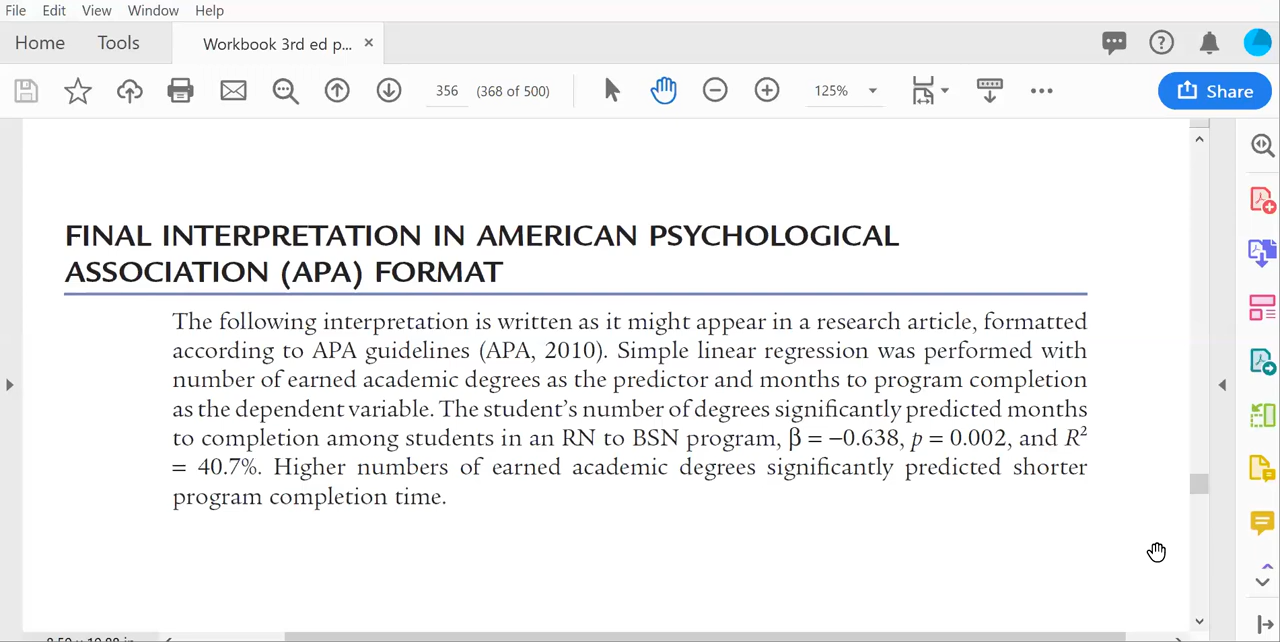 File Edit View Window Help
Home Tools Workbook 3rd ed p... ×
356 (368 of 500) 125% Share
FINAL INTERPRETATION IN AMERICAN PSYCHOLOGICAL
ASSOCIATION (APA) FORMAT
The following interpretation is written as it might appear in a research article, formatted
according to APA guidelines (APA, 2010). Simple linear regression was performed with
number of earned academic degrees as the predictor and months to program completion
as the dependent variable. The student’s number of degrees significantly predicted months
to completion among students in an RN to BSN program, β = −0.638, p = 0.002, and R²
= 40.7%. Higher numbers of earned academic degrees significantly predicted shorter
program completion time.